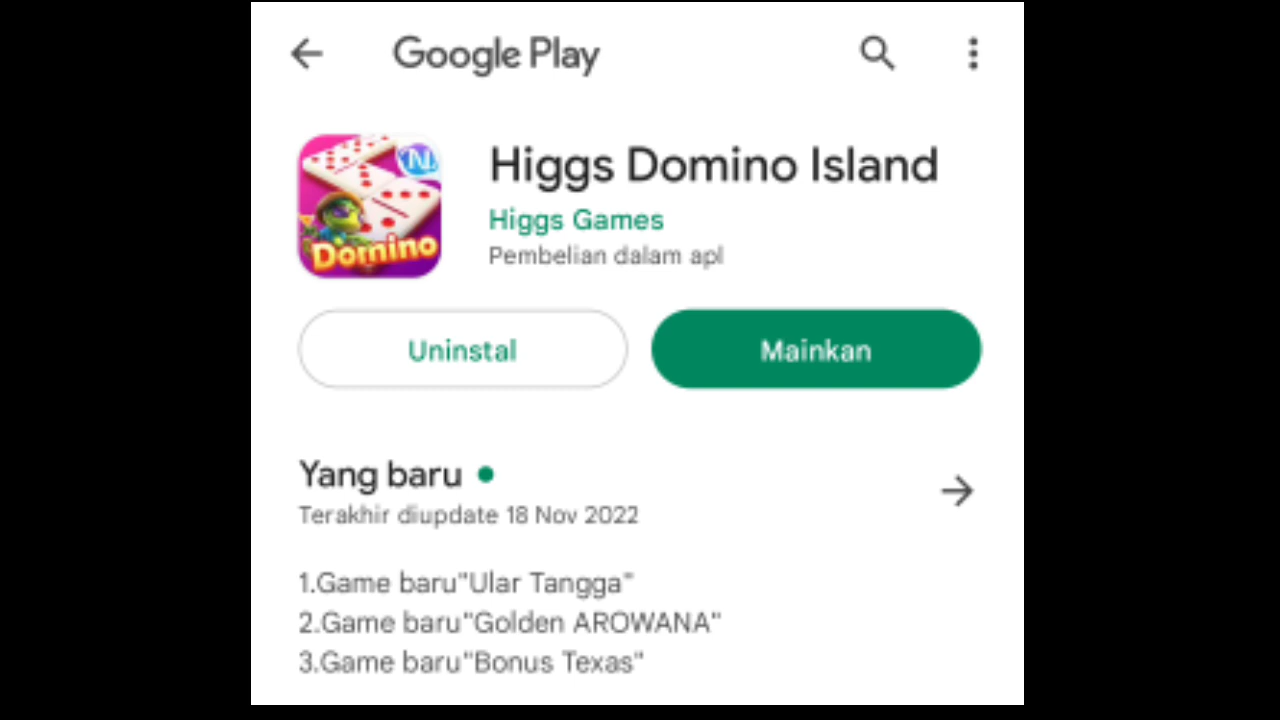 Google Play
Higgs Domino Island
Higgs Games
Pembelian dalam apl
N
Domino
Uninstal
Mainkan
Yang baru
Terakhir diupdate 18 Nov 2022
1.Game baru"Ular Tangga"
2.Game baru"Golden AROWANA"
3.Game baru"Bonus Texas"